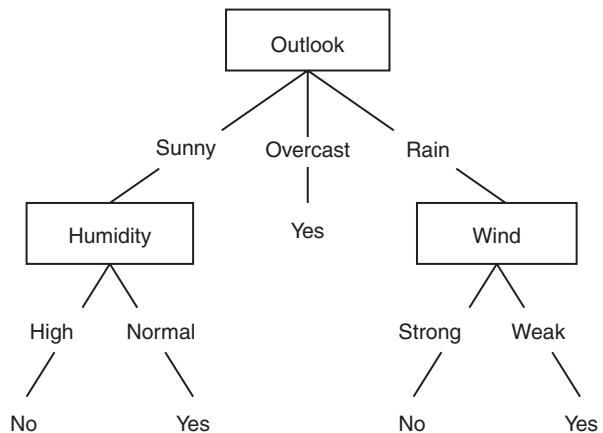 Outlook
Sunny Overcast Rain
Humidity Yes Wind
High Normal Strong Weak
No Yes No Yes